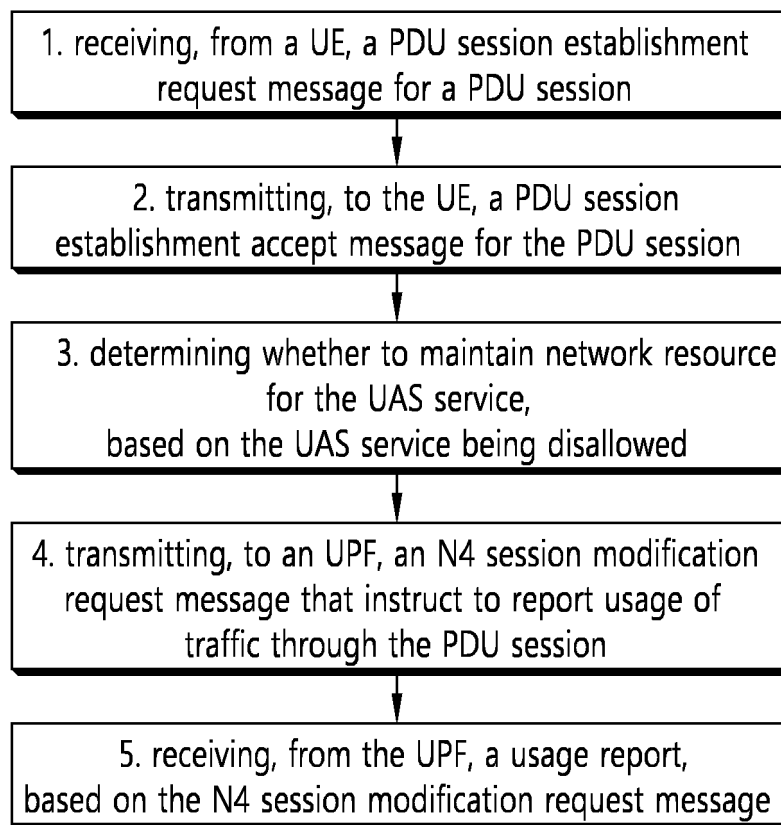 1. receiving, from a UE, a PDU session establishment
request message for a PDU session
2. transmitting, to the UE, a PDU session
establishment accept message for the PDU session
3. determining whether to maintain network resource
for the UAS service,
based on the UAS service being disallowed
4. transmitting, to an UPF, an N4 session modification
request message that instruct to report usage of
traffic through the PDU session
5. receiving, from the UPF, a usage report,
based on the N4 session modification request message